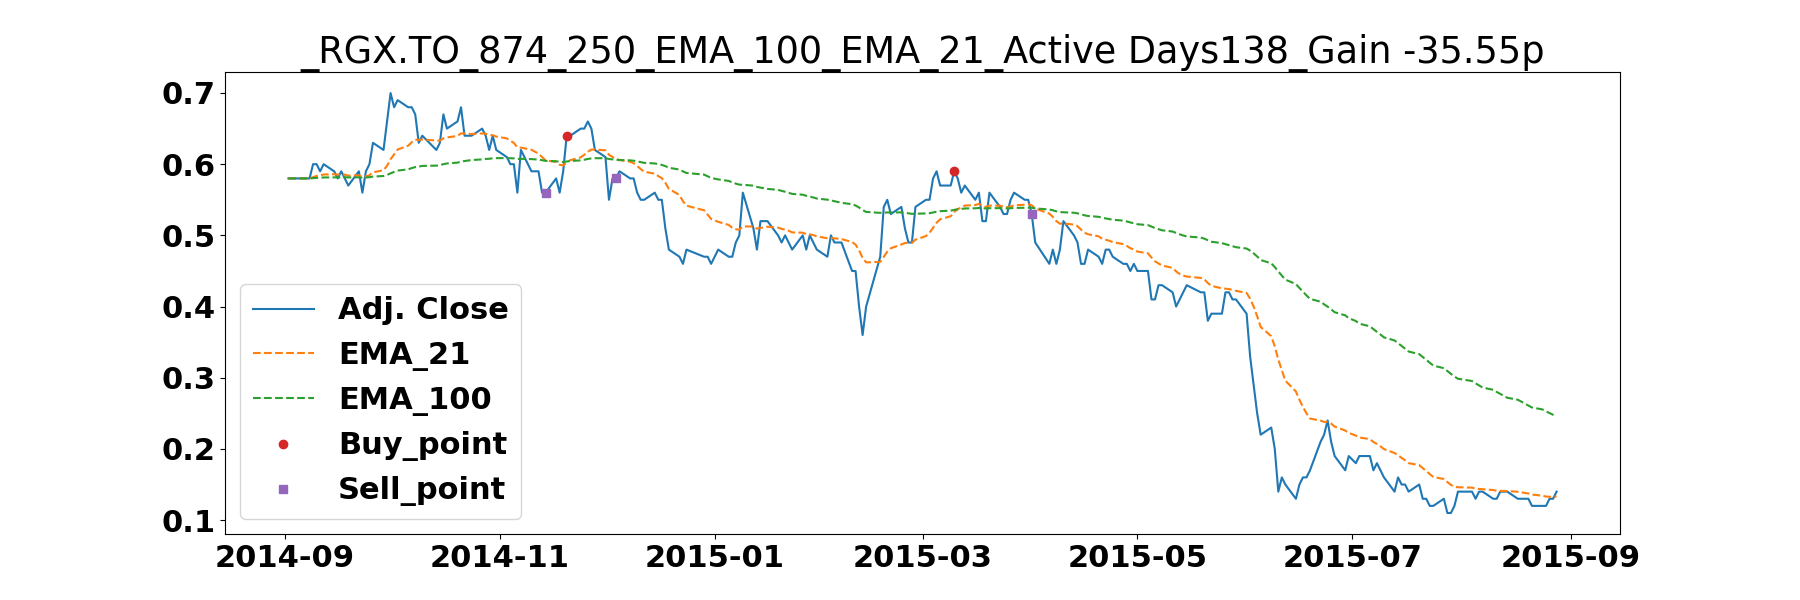 _RGX.TO_874_250_EMA_100_EMA_21_Active Days138_Gain -35.55p
0.7
0.6
0.5
0.4
0.3
0.2
0.1
Adj. Close
EMA_21
EMA_100
Buy_point
Sell_point
2014-09 2014-11 2015-01 2015-03 2015-05 2015-07 2015-09